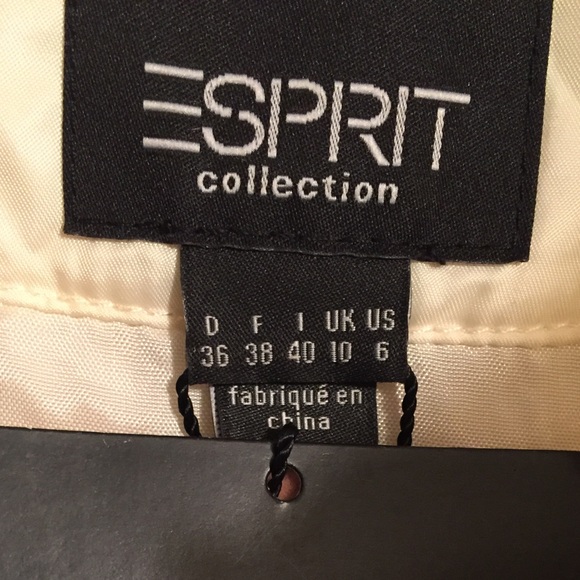 ESPRIT
collection
D F I UK US
36 38 40 10 6
fabriqué en
china